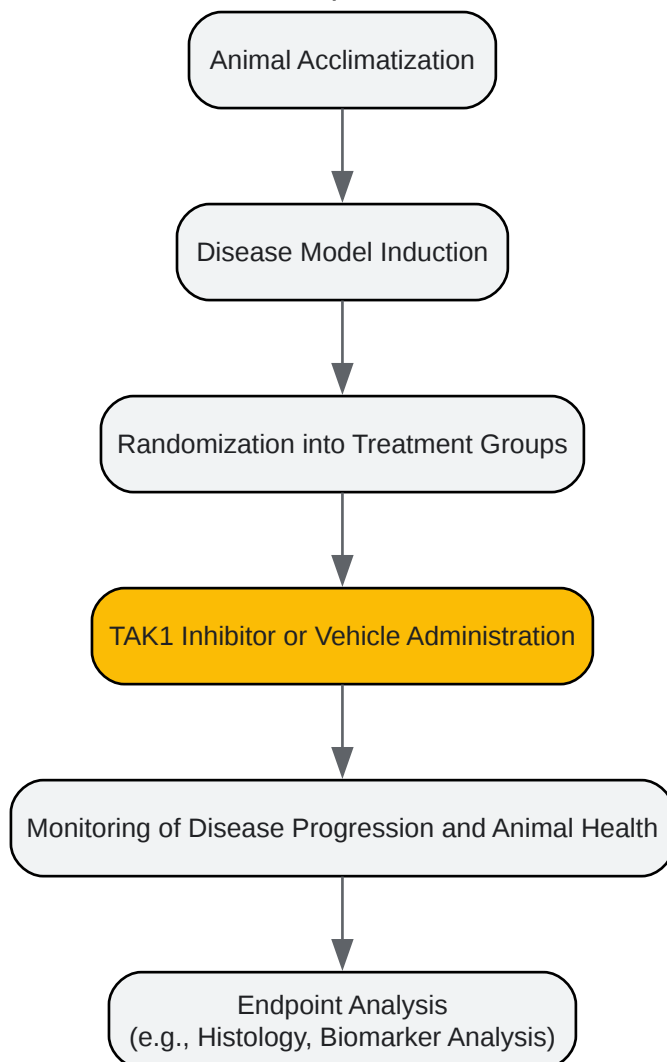 Animal Acclimatization
Disease Model Induction
Randomization into Treatment Groups
TAK1 Inhibitor or Vehicle Administration
Monitoring of Disease Progression and Animal Health
Endpoint Analysis
(e.g., Histology, Biomarker Analysis)